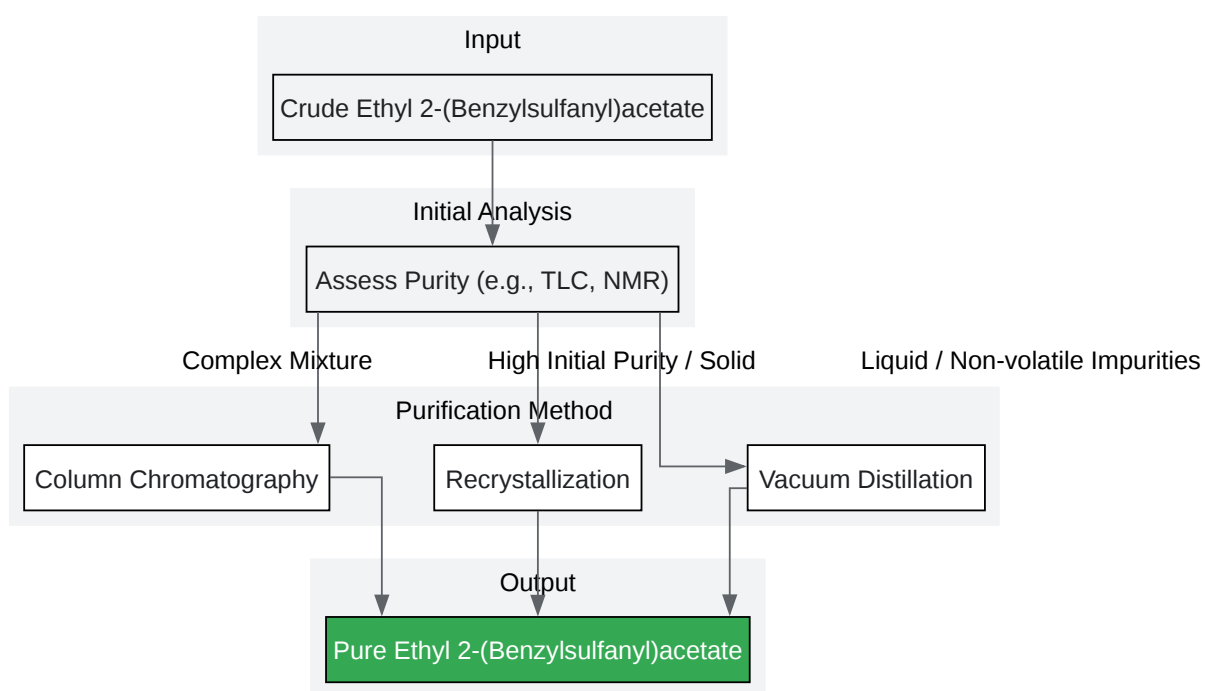 Input
Crude Ethyl 2-(Benzylsulfanyl)acetate
Initial Analysis
Assess Purity (e.g., TLC, NMR)
Complex Mixture
High Initial Purity / Solid
Liquid / Non-volatile Impurities
Purification Method
Column Chromatography
Recrystallization
Vacuum Distillation
Output
Pure Ethyl 2-(Benzylsulfanyl)acetate